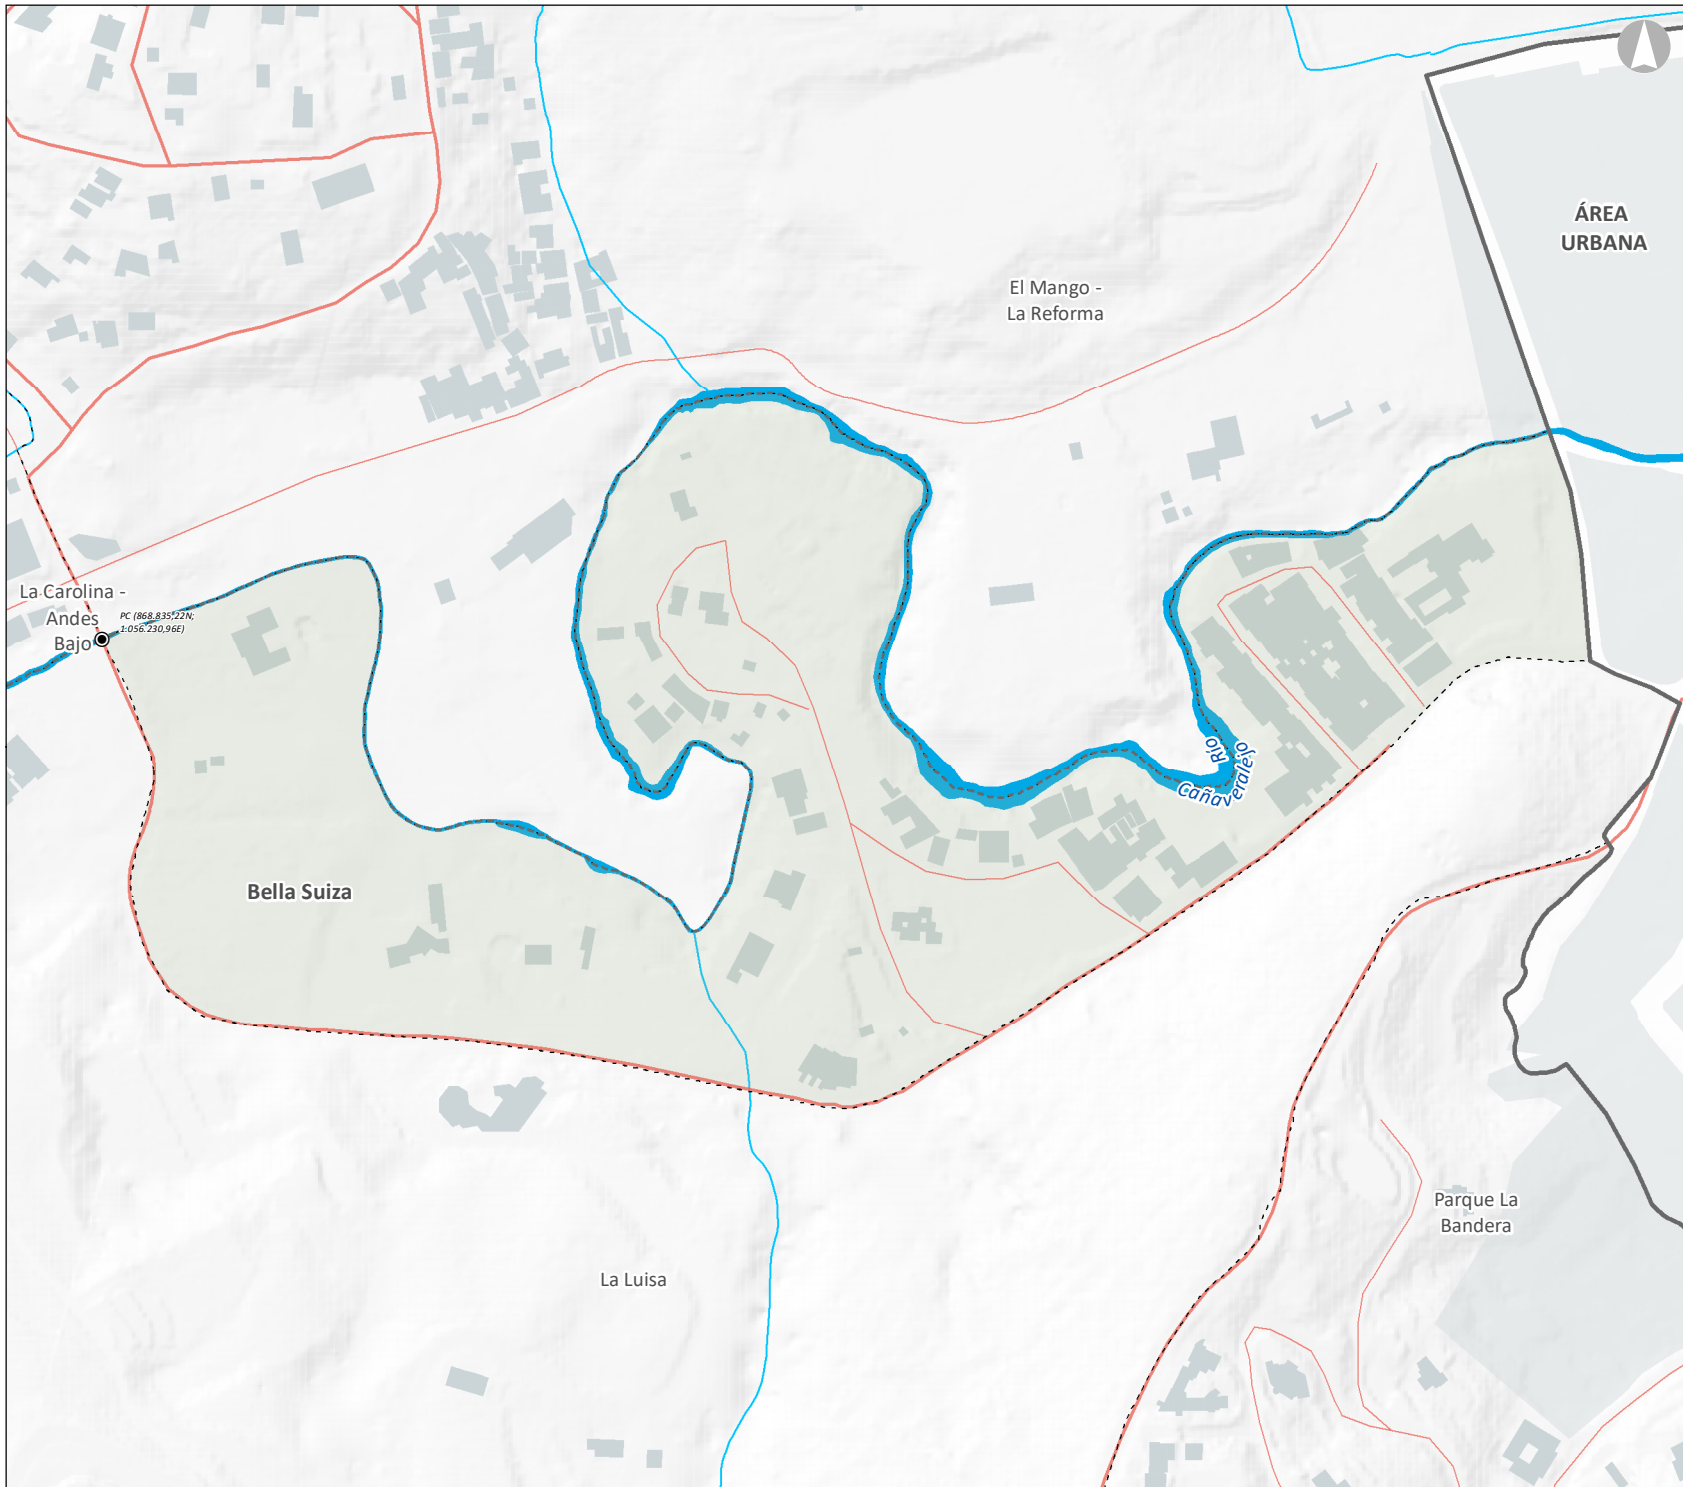 ÁREA
URBANA
El Mango -
La Reforma
La Carolina -
Andes
Bajo
PC (868.835,22N;
1.056.230,96E)
Río
Cañaveralejo
Bella Suiza
Parque La
Bandera
La Luisa